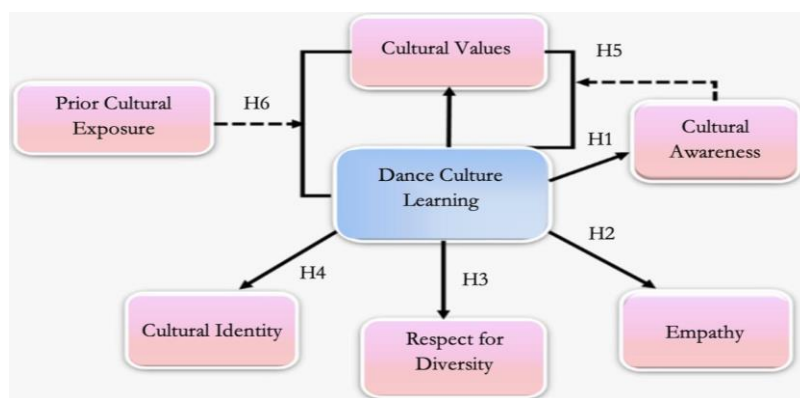 Cultural Values
H5
Prior Cultural
Exposure
H6
Cultural
Awareness
H1
Dance Culture
Learning
H2
H4
H3
Cultural Identity
Respect for
Diversity
Empathy